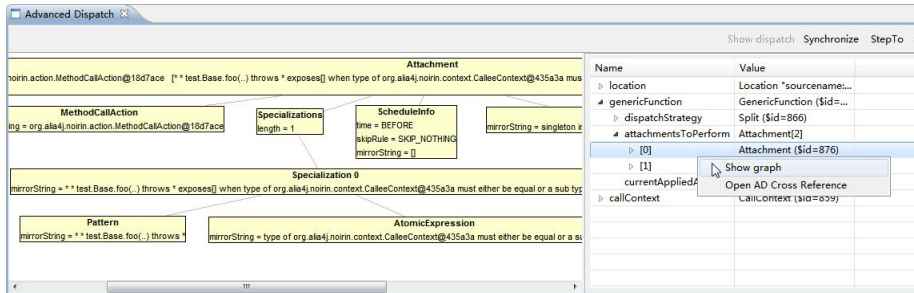 Advanced Dispatch
Show dispatch Synchronize StepTo
Attachment
noirin.action.MethodCallAction@18d7ace [* * test.Base.foo(..) throws * exposes[] when type of org.alia4j.noirin.context.CalleeContext@435a3a mus
MethodCallAction
ing = org.alia4j.noirin.action.MethodCallAction@18d7ace
Specializations
length = 1
ScheduleInfo
time = BEFORE
skipRule = SKIP_NOTHING
mirrorString = []
mirrorString = singleton in
Specialization 0
mirrorString = * * test.Base.foo(..) throws * exposes[] when type of org.alia4j.noirin.context.CalleeContext@435a3a must either be equal or a sub typ
Pattern
mirrorString = * * test.Base.foo(..) throws *
AtomicExpression
mirrorString = type of org.alia4j.noirin.context.CalleeContext@435a3a must either be equal or a su
Name Value
location Location "sourcename:...
genericFunction GenericFunction ($id=...
dispatchStrategy Split ($id=866)
attachmentsToPerform Attachment[2]
[0] Attachment ($id=876)
[1]
Show graph
currentAppliedA
Open AD Cross Reference
callContext CallContext ($id=859)